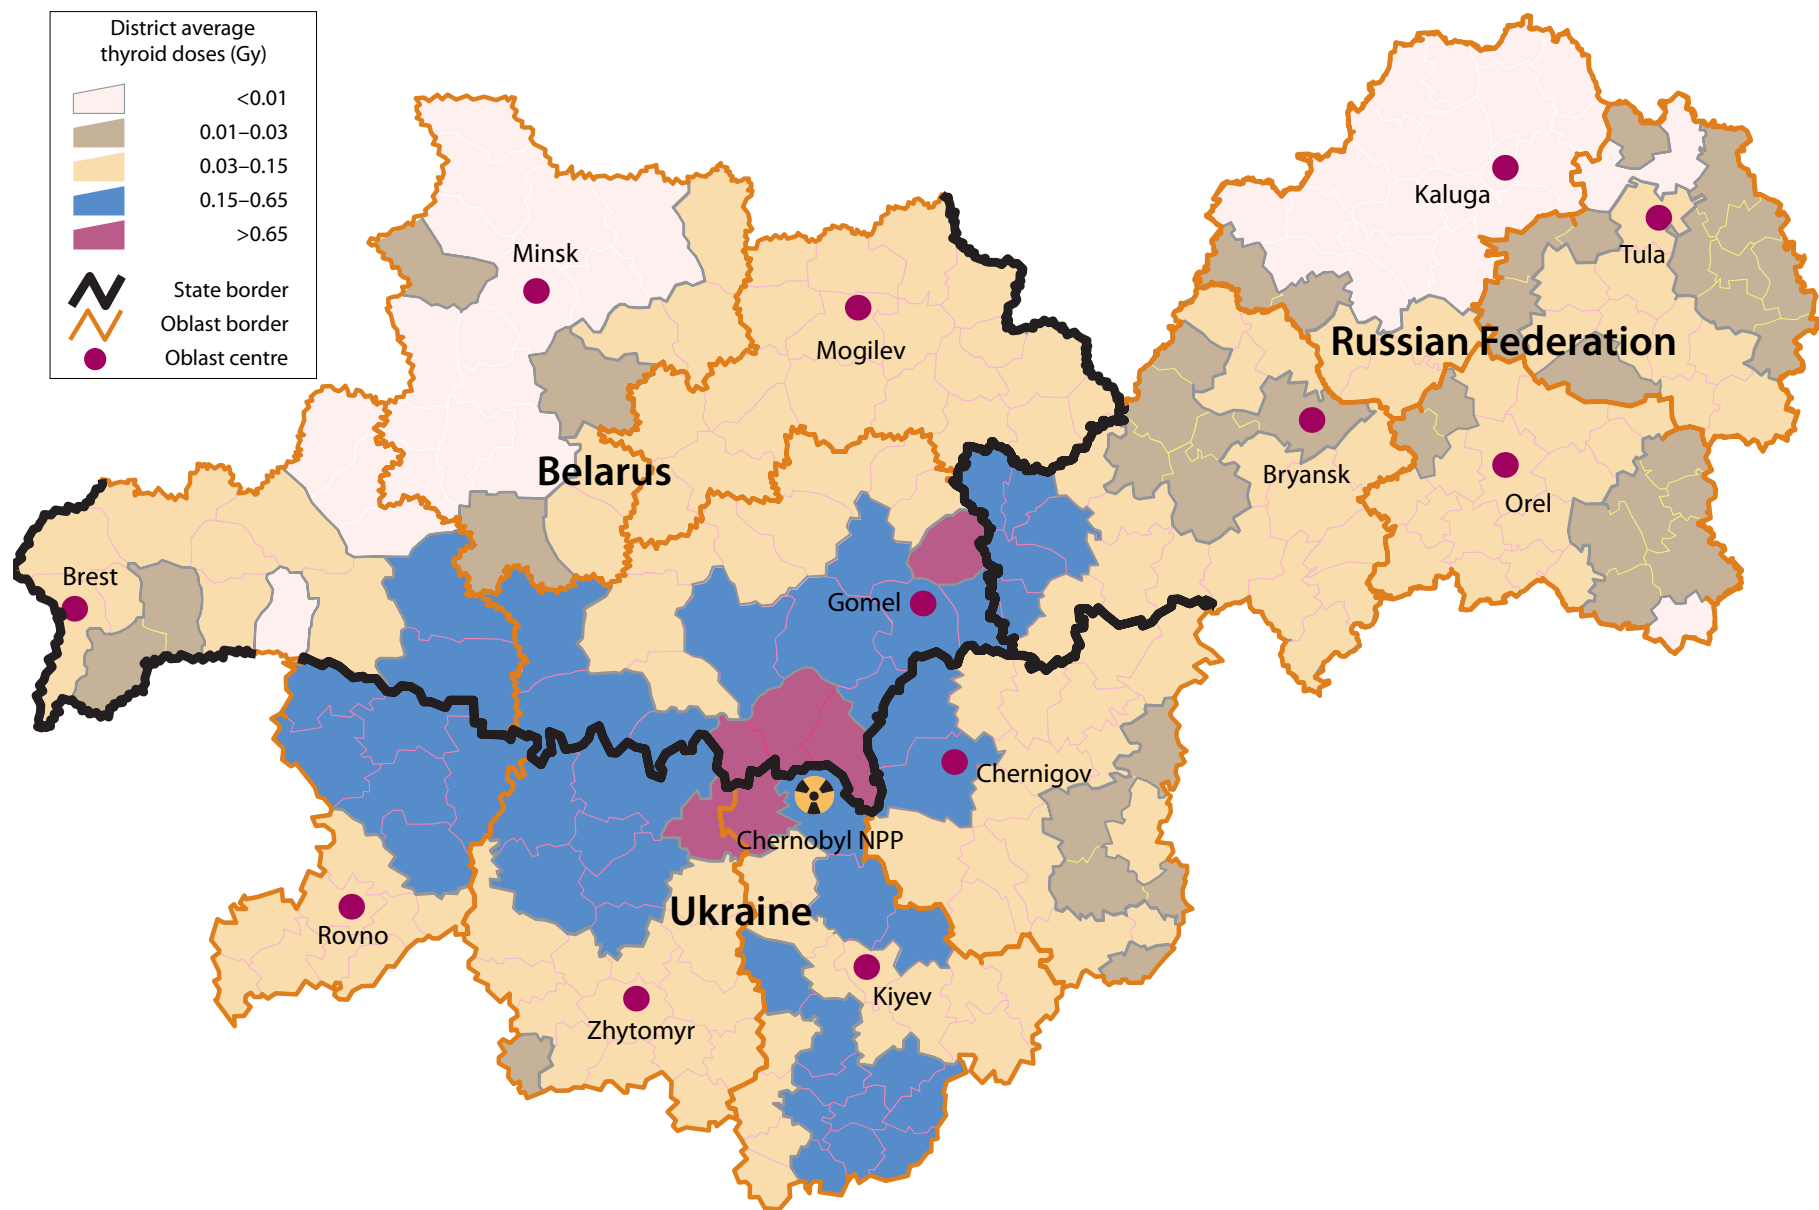 District average
thyroid doses (Gy)
<0.01
0.01–0.03
0.03–0.15
0.15–0.65
>0.65
State border
Oblast border
Oblast centre
Kaluga
Tula
Minsk
Mogilev
Russian Federation
Belarus
Bryansk
Orel
Brest
Gomel
Chernigov
Chernobyl NPP
Ukraine
Rovno
Kiyev
Zhytomyr